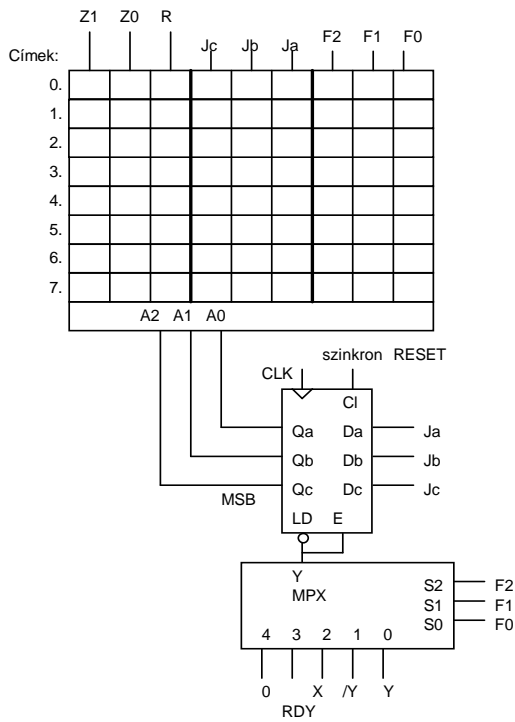 Z1 Z0 R Jc Jb Ja F2 F1 F0
Címek:
0.
1.
2.
3.
4.
5.
6.
7.
A2 A1 A0
szinkron RESET
CLK
Cl
Qa Da Ja
Qb Db Jb
Qc Dc Jc
MSB
LD E
Y
MPX
S2 F2
S1 F1
S0 F0
4 3 2 1 0
0 X /Y Y
RDY